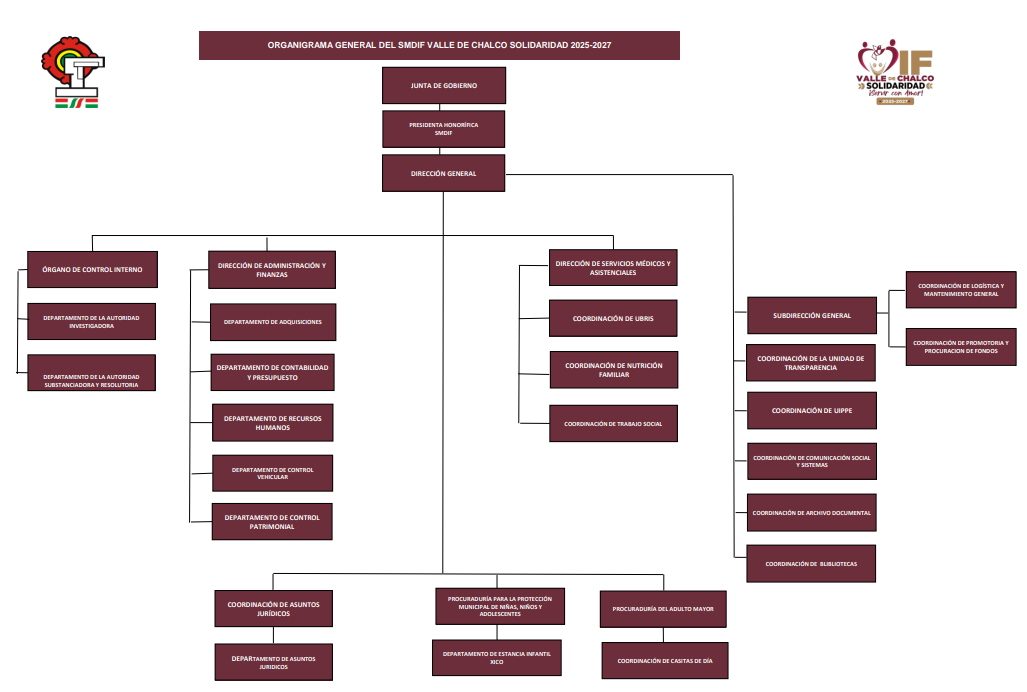 ORGANIGRAMA GENERAL DEL SMDIF VALLE DE CHALCO SOLIDARIDAD 2025-2027
IF
VALLE DE CHALCO
SOLIDARIDAD
¡Servir con Amor!
2025-2027
JUNTA DE GOBIERNO
PRESIDENTA HONORÍFICA
SMDIF
DIRECCIÓN GENERAL
ÓRGANO DE CONTROL INTERNO
DEPARTAMENTO DE LA AUTORIDAD
INVESTIGADORA
DEPARTAMENTO DE LA AUTORIDAD
SUBSTANCIADORA Y RESOLUTORIA
DIRECCIÓN DE ADMINISTRACIÓN Y
FINANZAS
DEPARTAMENTO DE ADQUISICIONES
DEPARTAMENTO DE CONTABILIDAD
Y PRESUPUESTO
DEPARTAMENTO DE RECURSOS
HUMANOS
DEPARTAMENTO DE CONTROL
VEHICULAR
DEPARTAMENTO DE CONTROL
PATRIMONIAL
DIRECCIÓN DE SERVICIOS MÉDICOS Y
ASISTENCIALES
COORDINACIÓN DE UBRIS
COORDINACIÓN DE NUTRICIÓN
FAMILIAR
COORDINACIÓN DE TRABAJO SOCIAL
SUBDIRECCIÓN GENERAL
COORDINACIÓN DE LOGÍSTICA Y
MANTENIMIENTO GENERAL
COORDINACIÓN DE PROMOTORIA Y
PROCURACION DE FONDOS
COORDINACIÓN DE LA UNIDAD DE
TRANSPARENCIA
COORDINACIÓN DE UIPPE
COORDINACIÓN DE COMUNICACIÓN SOCIAL
Y SISTEMAS
COORDINACIÓN DE ARCHIVO DOCUMENTAL
COORDINACIÓN DE BLIBLIOTECAS
COORDINACIÓN DE ASUNTOS
JURÍDICOS
DEPARTAMENTO DE ASUNTOS
JURIDICOS
PROCURADURÍA PARA LA PROTECCIÓN
MUNICIPAL DE NIÑAS, NIÑOS Y
ADOLESCENTES
DEPARTAMENTO DE ESTANCIA INFANTIL
XICO
PROCURADURÍA DEL ADULTO MAYOR
COORDINACIÓN DE CASITAS DE DÍA